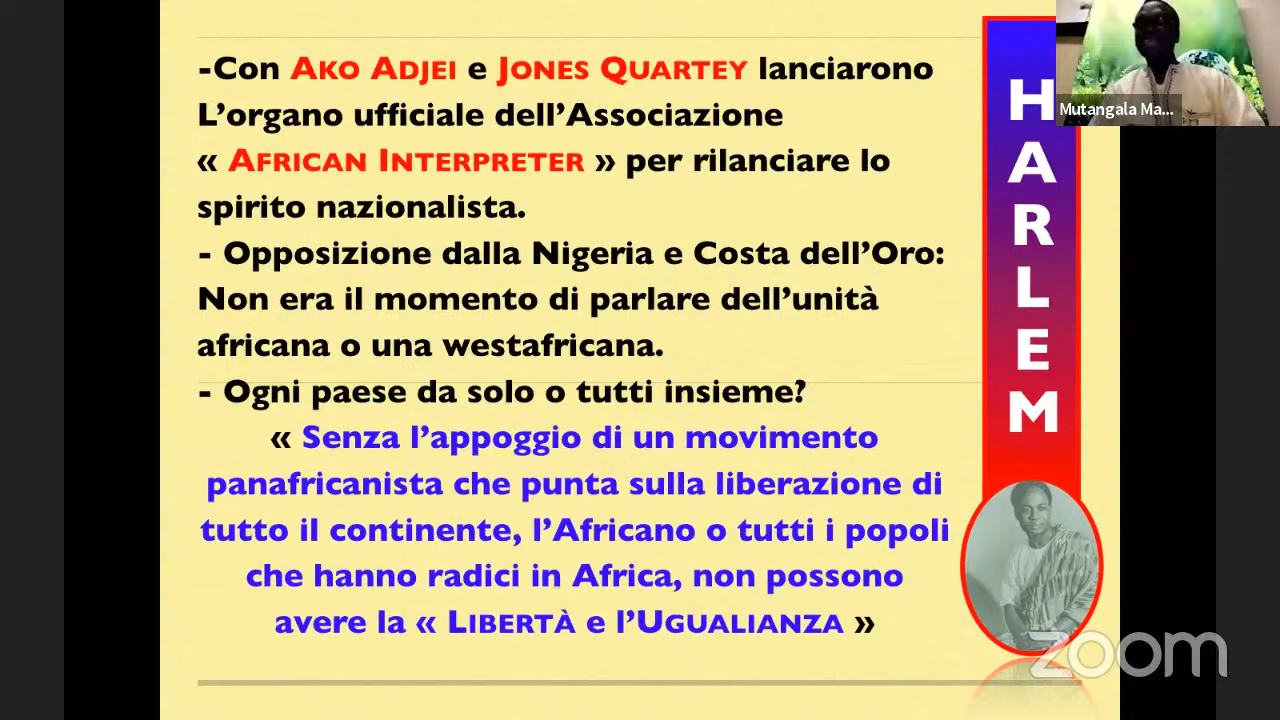 -Con AKO ADJEI e JONES QUARTEY lanciarono
L'organo ufficiale dell'Associazione
« AFRICAN INTERPRETER » per rilanciare lo
spirito nazionalista.
- Opposizione dalla Nigeria e Costa dell'Oro:
Non era il momento di parlare dell'unità
africana o una westafricana.
- Ogni paese da solo o tutti insieme?
« Senza l'appoggio di un movimento
panafricanista che punta sulla liberazione di
tutto il continente, l'Africano o tutti i popoli
che hanno radici in Africa, non possono
avere la « LIBERTÀ e l'UGUALIANZA »
HARLEM
Mutangala Ma...
zoom